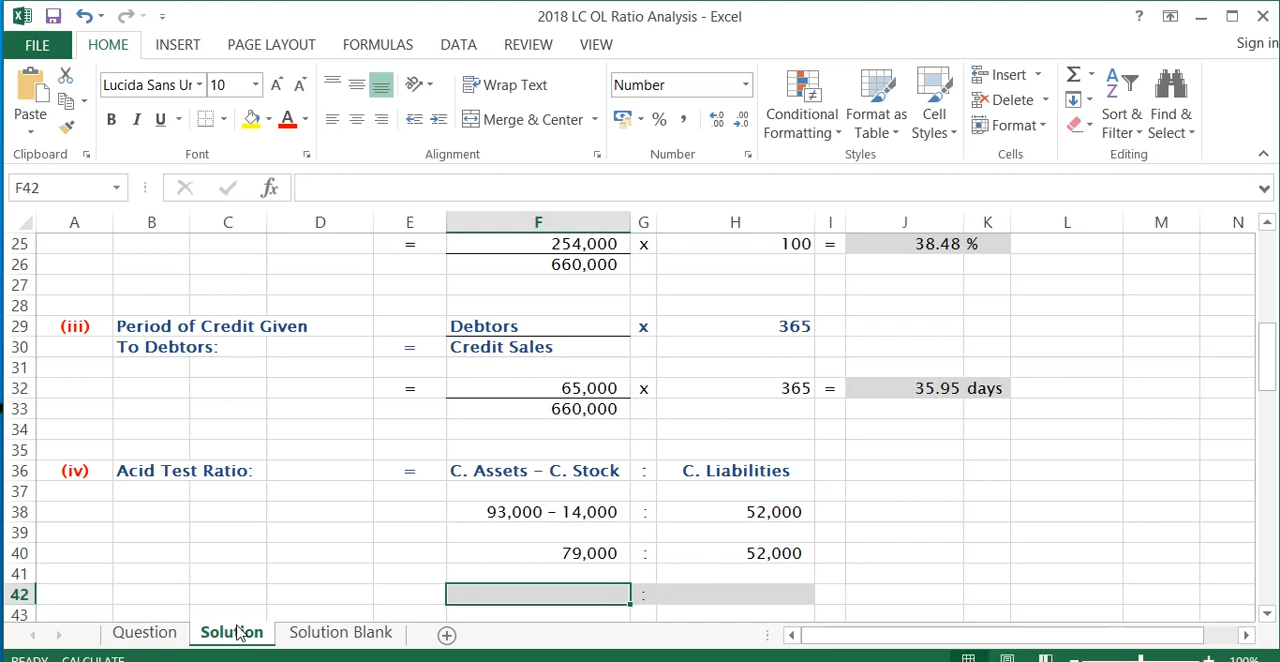 2018 LC OL Ratio Analysis - Excel
?
Sign in
FILE HOME INSERT PAGE LAYOUT FORMULAS DATA REVIEW VIEW
Paste
Clipboard
Lucida Sans Ur 10
B I U
Font
Wrap Text
Merge & Center
Alignment
Number
Number
Conditional Formatting
Format as Table
Cell Styles
Styles
Insert
Delete
Format
Cells
Sort & Filter
Find & Select
Editing
F42
fx
A B C D E F G H I J K L M N
25 = 254,000 x 100 = 38.48 %
26 660,000
27
28
29 (iii) Period of Credit Given Debtors x 365
30 To Debtors: = Credit Sales
31
32 = 65,000 x 365 = 35.95 days
33 660,000
34
35
36 (iv) Acid Test Ratio: = C. Assets - C. Stock : C. Liabilities
37
38 93,000 - 14,000 : 52,000
39
40 79,000 : 52,000
41
42 :
43
Question Solution Solution Blank
READY CALCULATE 100%